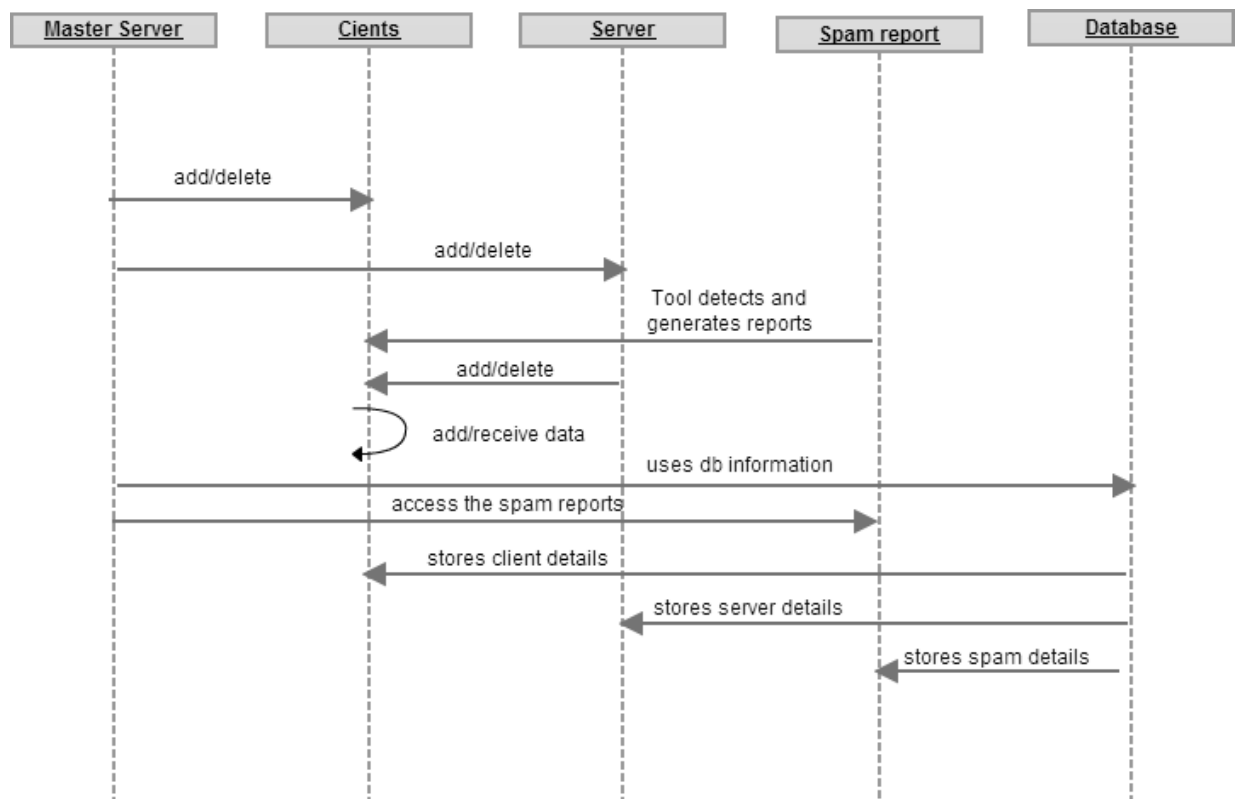 Master Server
Cients
Server
Spam report
Database
add/delete
add/delete
Tool detects and
generates reports
add/delete
add/receive data
uses db information
access the spam reports
stores client details
stores server details
stores spam details